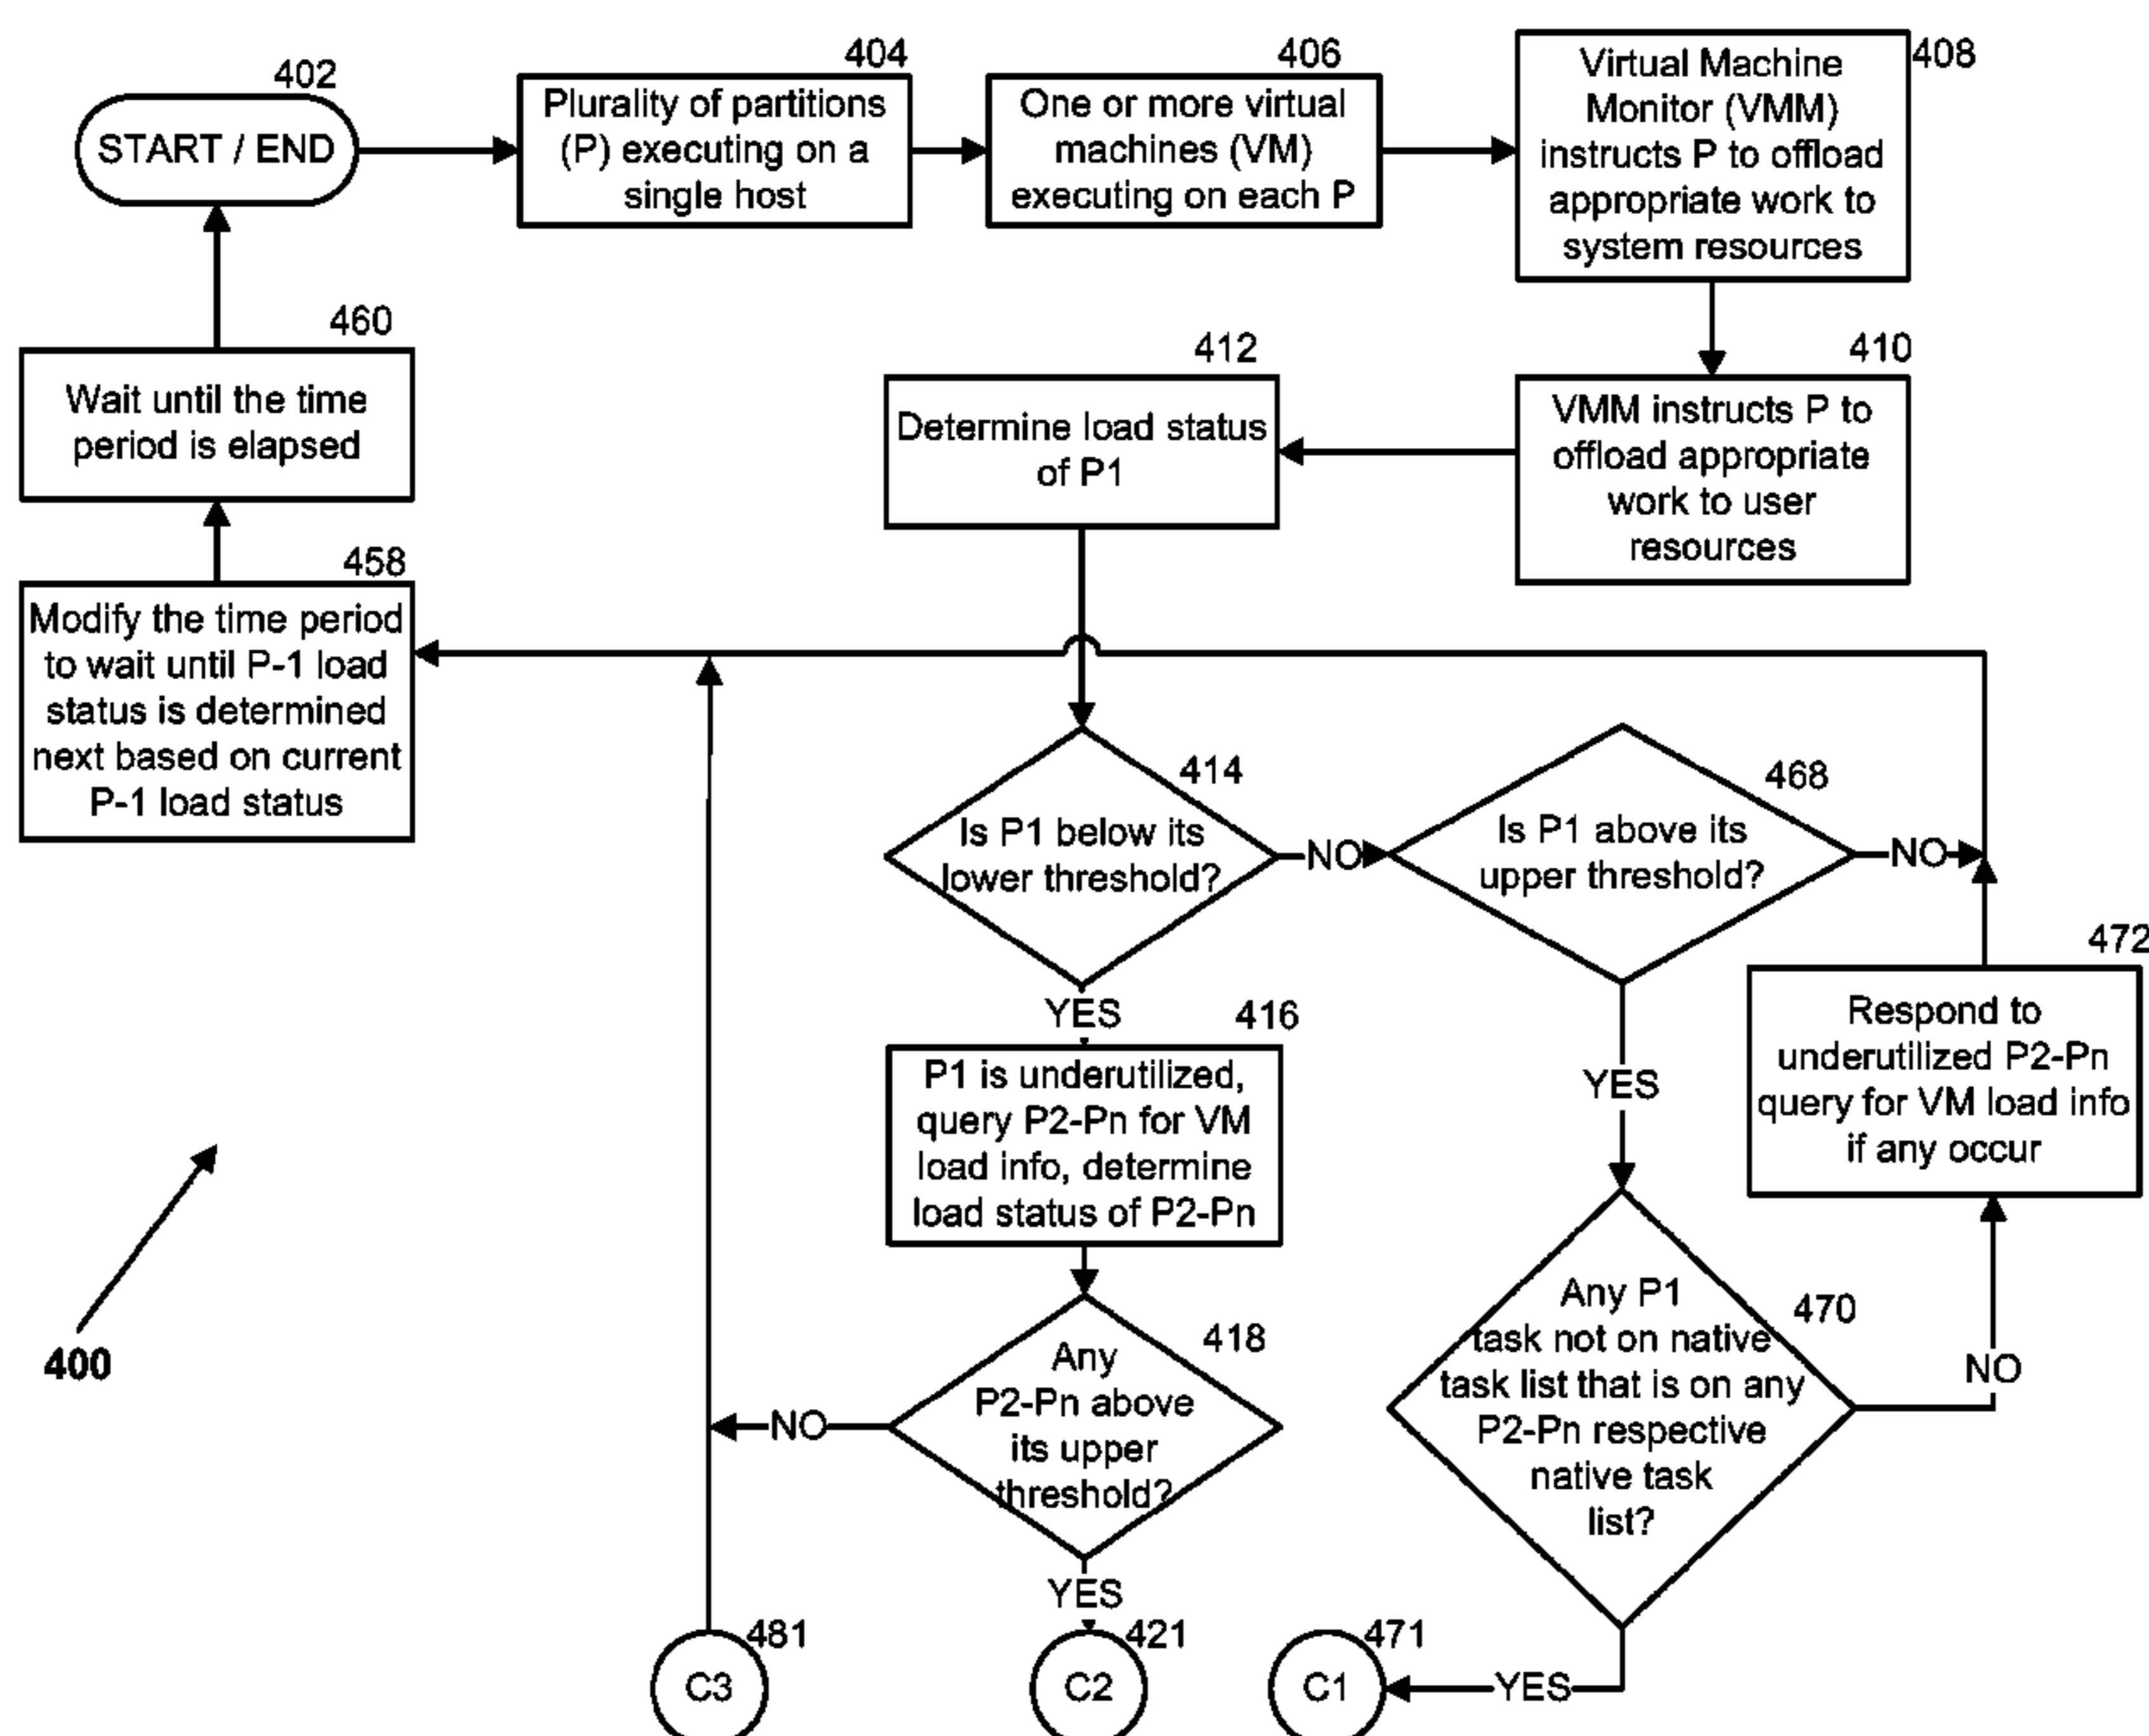 402
START / END
404
Plurality of partitions
(P) executing on a
single host
406
One or more virtual
machines (VM)
executing on each P
408
Virtual Machine
Monitor (VMM)
instructs P to offload
appropriate work to
system resources
410
VMM instructs P to
offload appropriate
work to user
resources
412
Determine load status
of P1
460
Wait until the time
period is elapsed
458
Modify the time period
to wait until P-1 load
status is determined
next based on current
P-1 load status
414
Is P1 below its
lower threshold?
NO
468
Is P1 above its
upper threshold?
NO
YES
416
P1 is underutilized,
query P2-Pn for VM
load info, determine
load status of P2-Pn
YES
472
Respond to
underutilized P2-Pn
query for VM load info
if any occur
418
Any
P2-Pn above
its upper
threshold?
NO
YES
470
Any P1
task not on native
task list that is on any
P2-Pn respective
native task
list?
NO
YES
400
481
C3
421
C2
471
C1